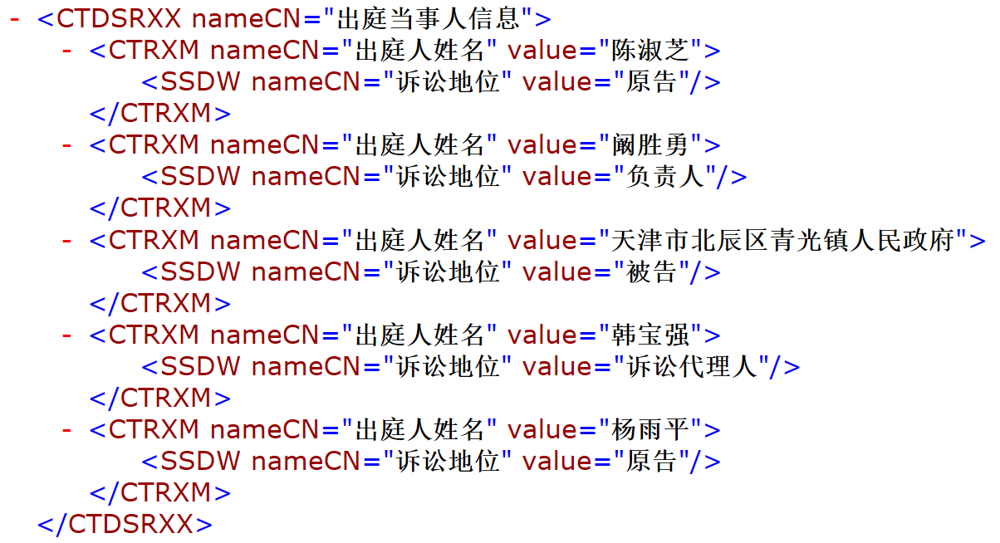 - <CTDSRXX nameCN="出庭当事人信息">
- <CTRXM nameCN="出庭人姓名" value="陈淑芝">
<SSDW nameCN="诉讼地位" value="原告"/>
</CTRXM>
- <CTRXM nameCN="出庭人姓名" value="阚胜勇">
<SSDW nameCN="诉讼地位" value="负责人"/>
</CTRXM>
- <CTRXM nameCN="出庭人姓名" value="天津市北辰区青光镇人民政府">
<SSDW nameCN="诉讼地位" value="被告"/>
</CTRXM>
- <CTRXM nameCN="出庭人姓名" value="韩宝强">
<SSDW nameCN="诉讼地位" value="诉讼代理人"/>
</CTRXM>
- <CTRXM nameCN="出庭人姓名" value="杨雨平">
<SSDW nameCN="诉讼地位" value="原告"/>
</CTRXM>
</CTDSRXX>